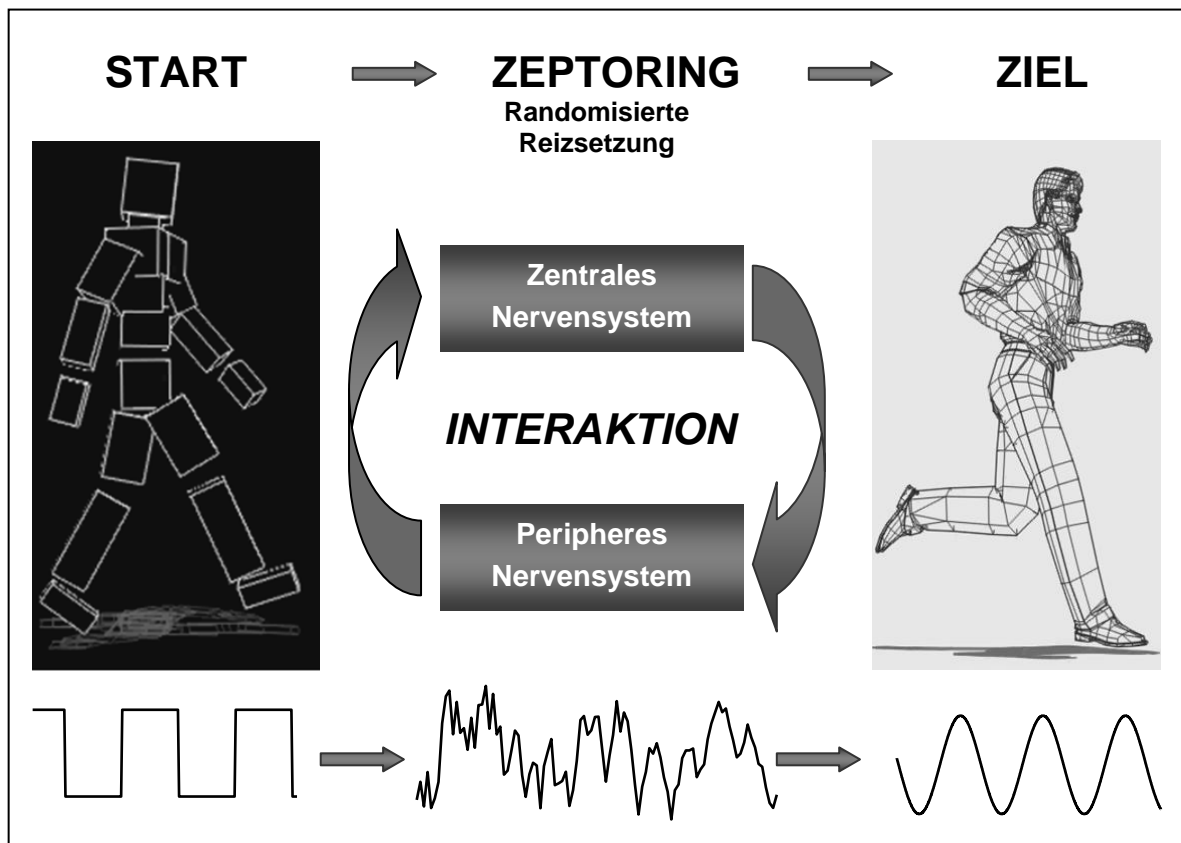 START
ZEPTORING
ZIEL
Randomisierte
Reizsetzung
Zentrales
Nervensystem
INTERAKTION
Peripheres
Nervensystem